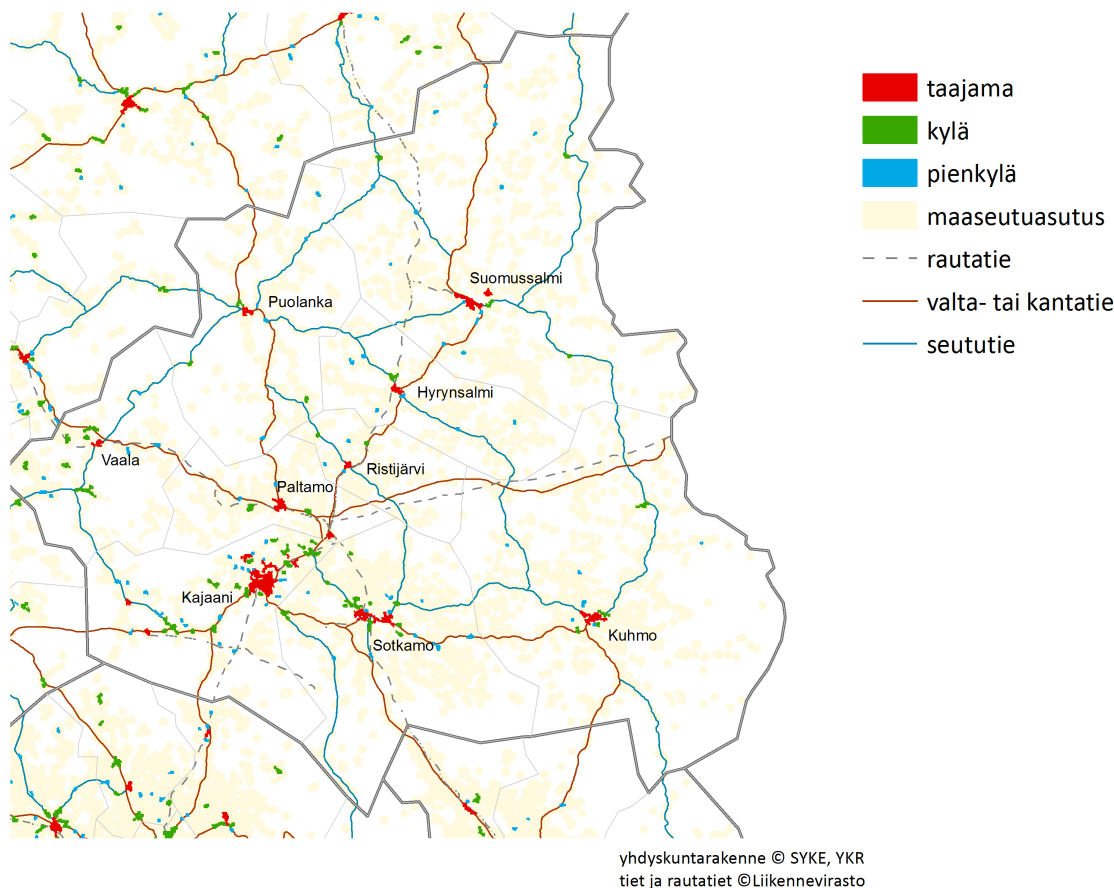 taajama
kylä
pienkylä
maaseutuasutus
rautatie
valta- tai kantatie
seututie
Suomussalmi
Puolanka
Hyrynsalmi
Vaala
Ristijärvi
Paltamo
Kajaani
Sotkamo
Kuhmo
yhdyskuntarakenne © SYKE, YKR
tiet ja rautatiet ©Liikennevirasto